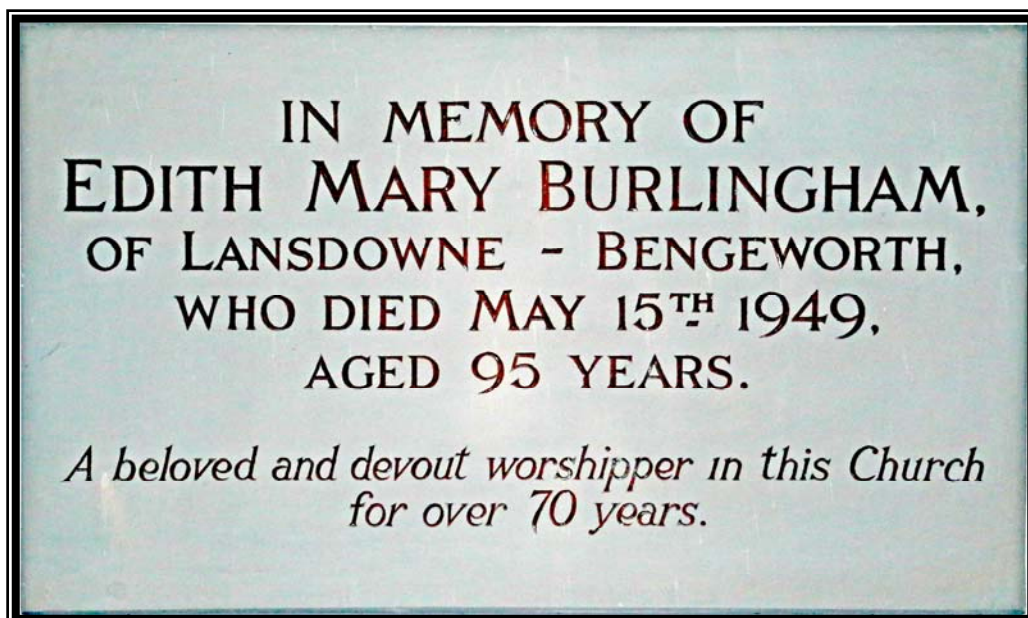 IN MEMORY OF
EDITH MARY BURLINGHAM,
OF LANSDOWNE - BENGEWORTH,
WHO DIED MAY 15TH 1949,
AGED 95 YEARS.
A beloved and devout worshipper in this Church
for over 70 years.